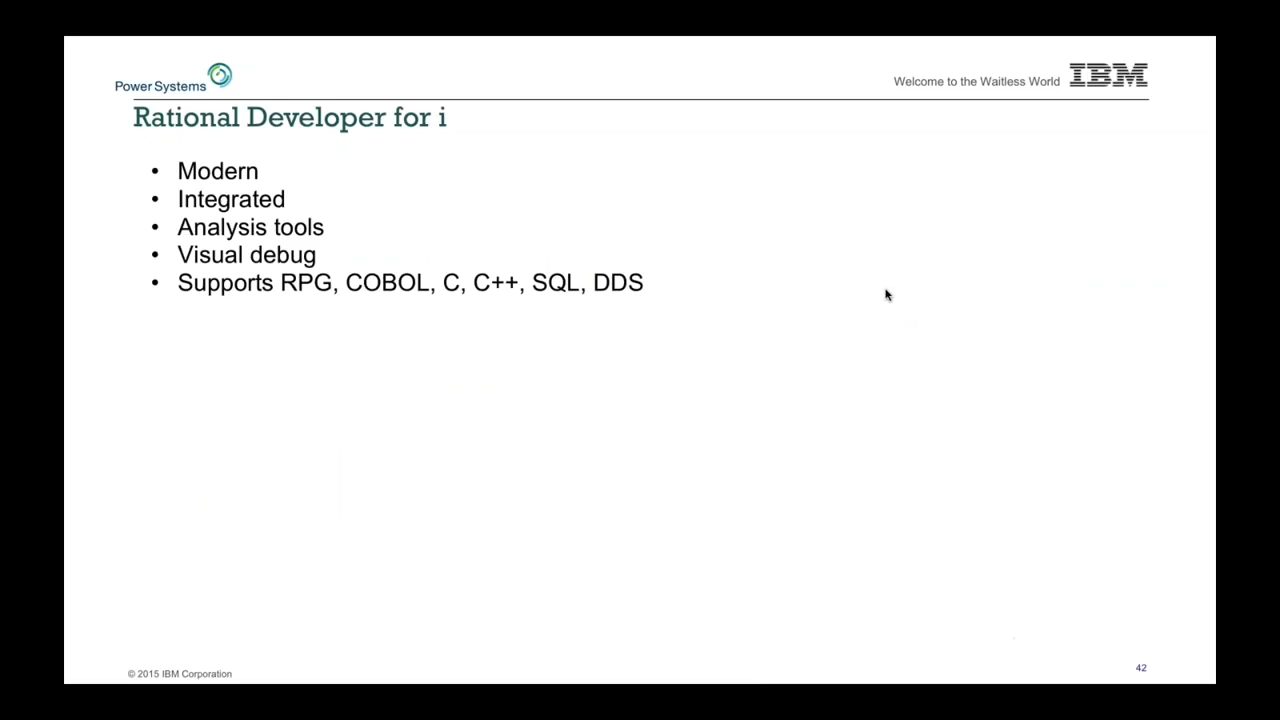 Power Systems
Welcome to the Waitless World IBM
Rational Developer for i
• Modern
• Integrated
• Analysis tools
• Visual debug
• Supports RPG, COBOL, C, C++, SQL, DDS
© 2015 IBM Corporation
42